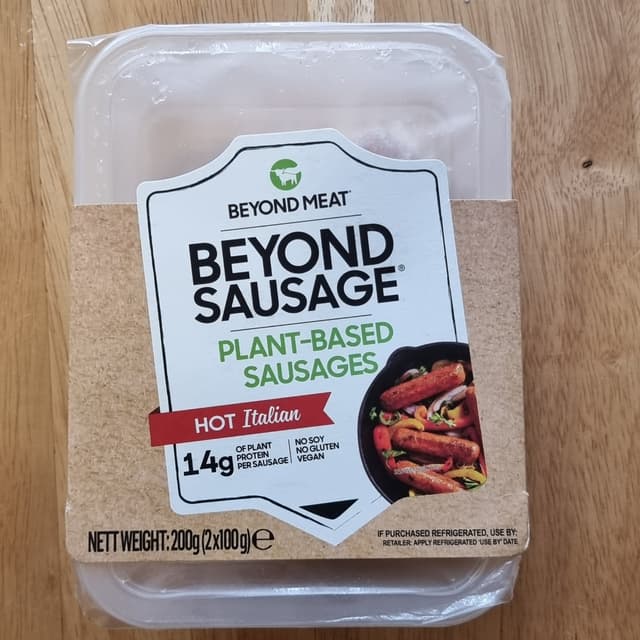 BEYOND MEAT
BEYOND
SAUSAGE®
PLANT-BASED
SAUSAGES
HOT Italian
14g OF PLANT PROTEIN PER SAUSAGE
NO SOY
NO GLUTEN
VEGAN
NETT WEIGHT: 200g (2x100g) ℮
IF PURCHASED REFRIGERATED, USE BY:
RETAILER: APPLY REFRIGERATED 'USE BY' DATE